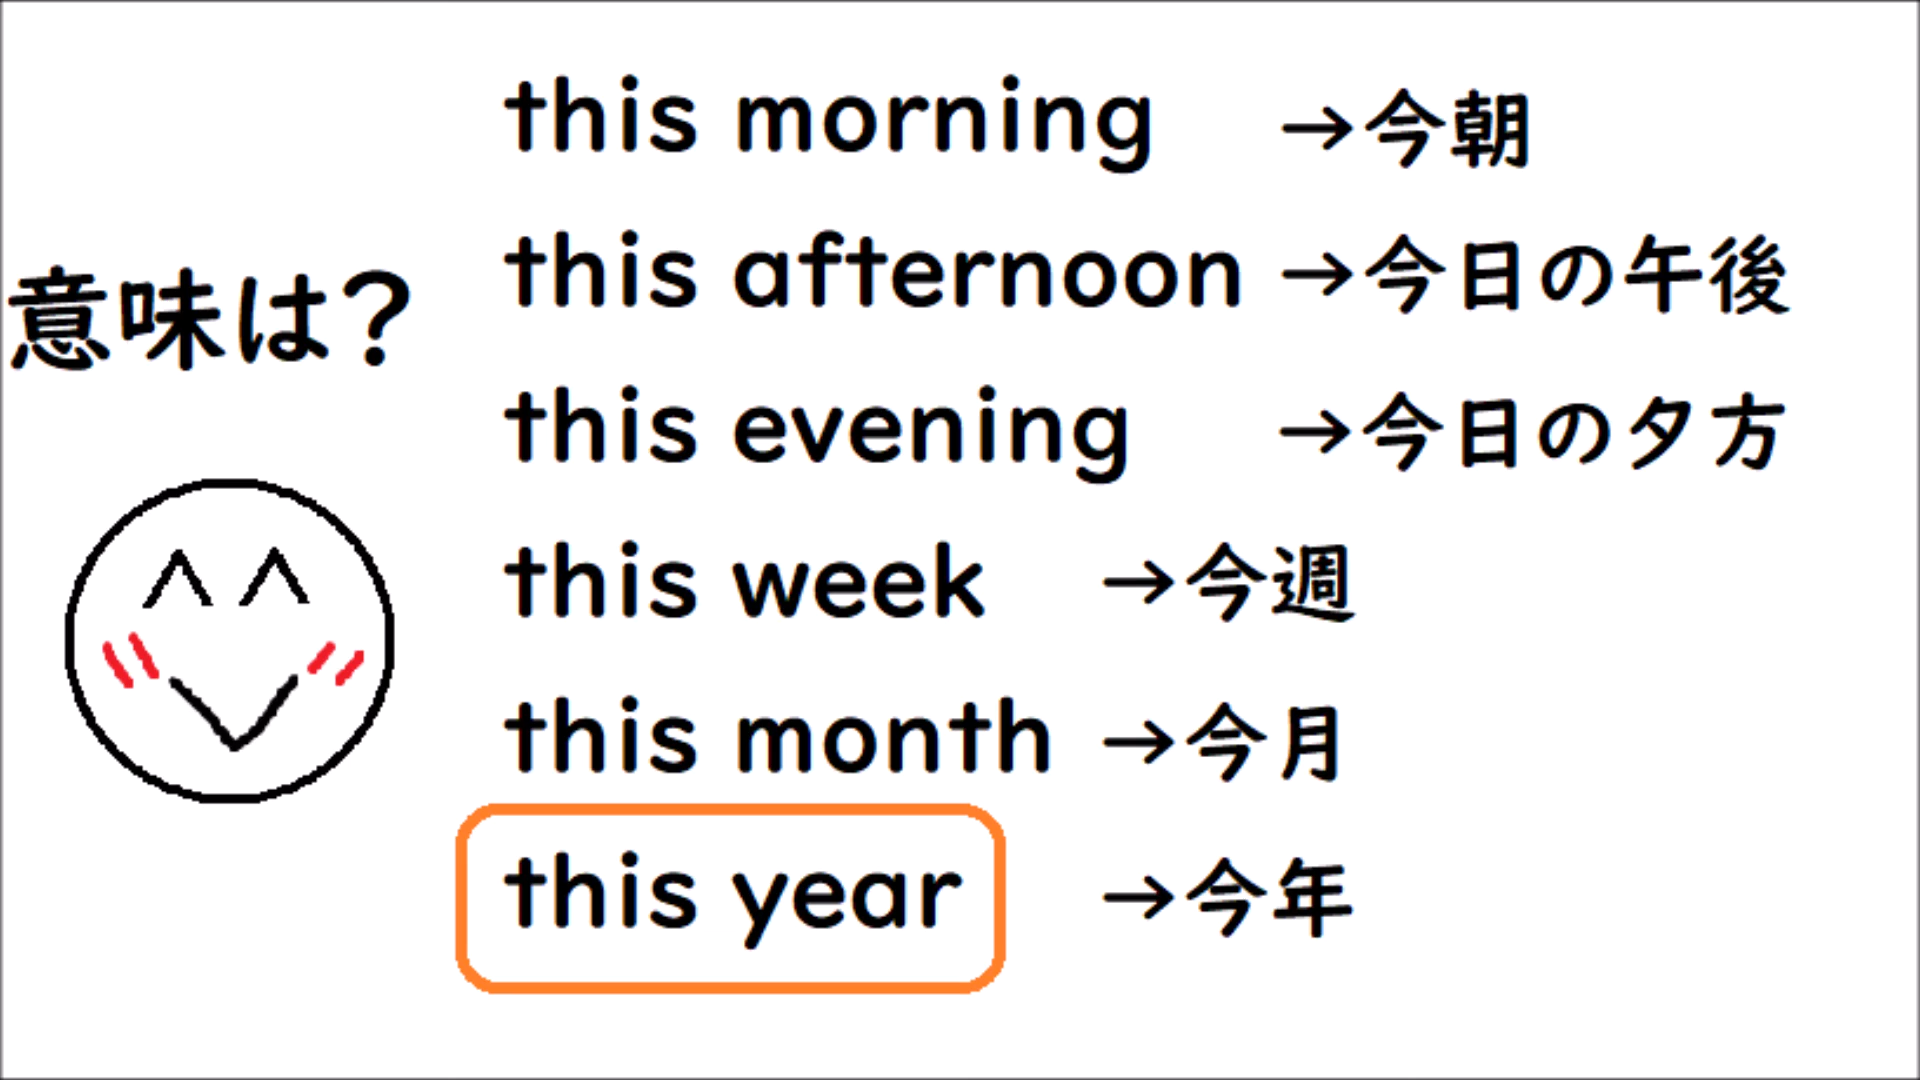 意味は?
this morning →今朝
this afternoon →今日の午後
this evening →今日の夕方
this week →今週
this month →今月
this year →今年